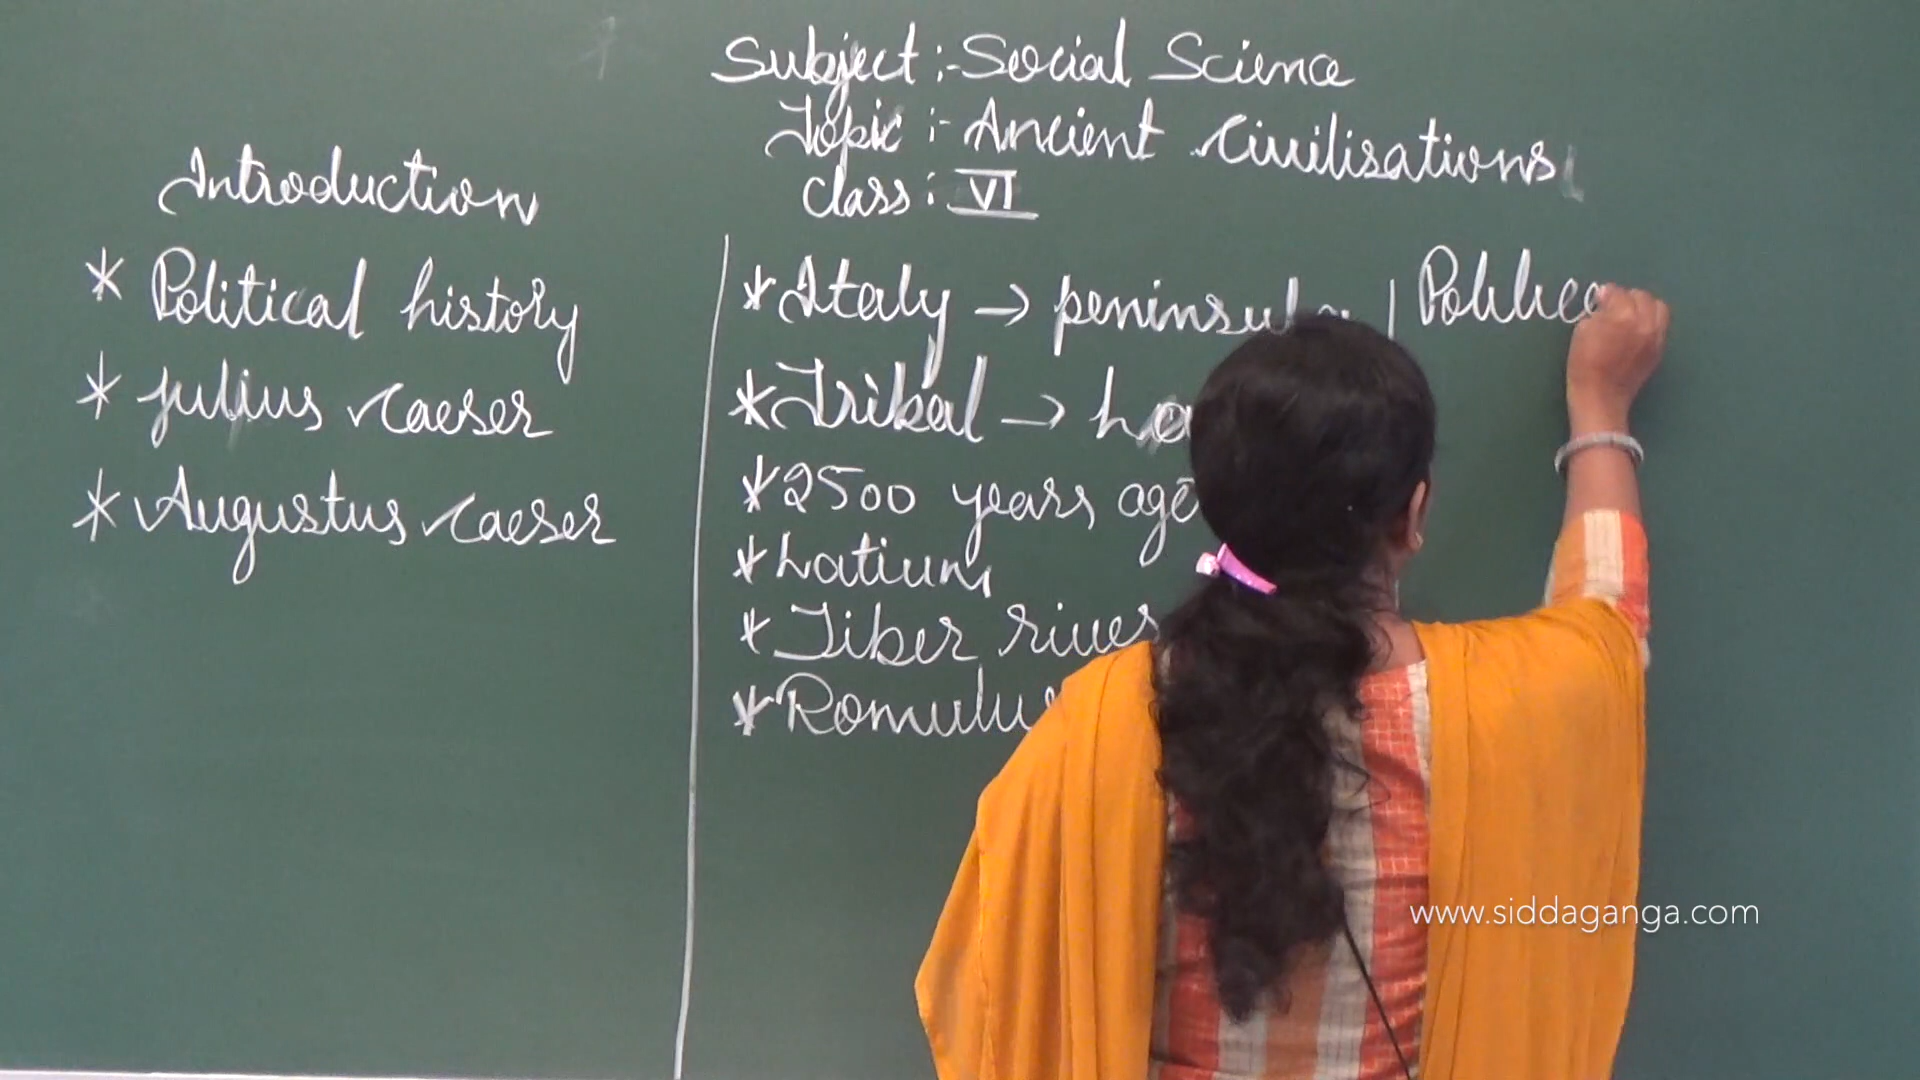 Subject :- Social Science
Topic :- Ancient Civilisations
Class : VI
Introduction
* Political history
* Julius Caeser
* Augustus Caeser
* Italy → peninsula
* Tribal →
* 2500 years ago
* Latium
* Tiber river
* Romulus
www.siddaganga.com